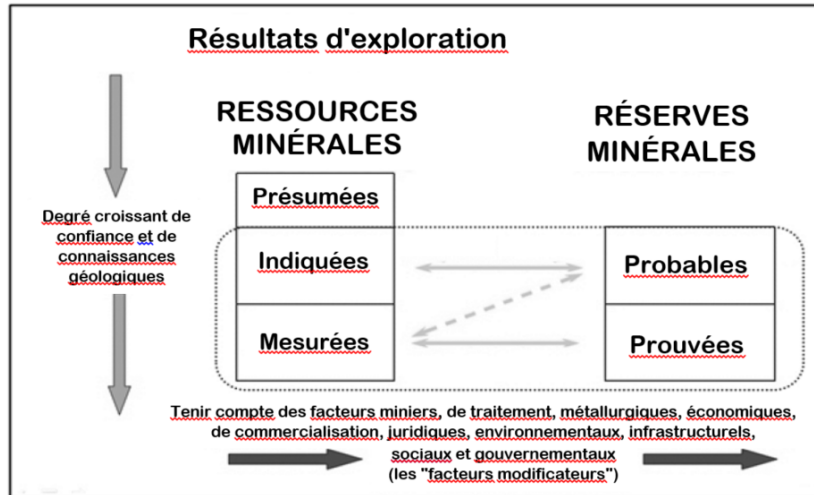 Résultats d'exploration
RESSOURCES
MINÉRALES
RÉSERVES
MINÉRALES
Présumées
Degré croissant de
confiance et de
connaissances
géologiques
Indiquées
Probables
Mesurées
Prouvées
Tenir compte des facteurs miniers, de traitement, métallurgiques, économiques,
de commercialisation, juridiques, environnementaux, infrastructurels,
sociaux et gouvernementaux
(les "facteurs modificateurs")